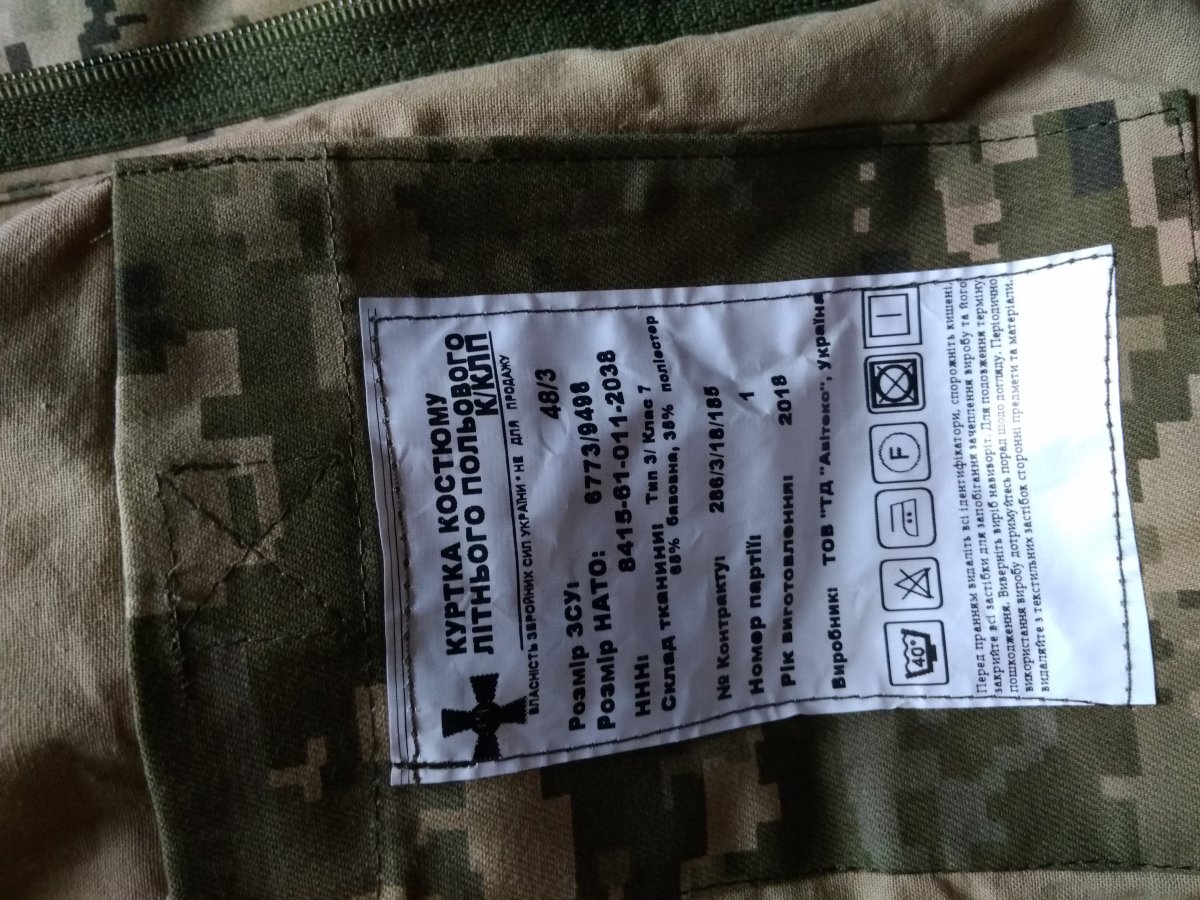 КУРТКА КОСТЮМУ
ЛІТНЬОГО ПОЛЬОВОГО
К/КЛП
ВЛАСНІСТЬ ЗБРОЙНИХ СИЛ УКРАЇНИ * НЕ ДЛЯ ПРОДАЖУ
Розмір ЗСУ: 48/3
Розмір НАТО: 6773/9498
ННН: 8415-61-011-2038
Склад тканини: Тип 3/ Клас 7
65% бавовна, 35% поліестер
№ Контракту: 286/3/18/185
Номер партії: 1
Рік виготовлення: 2018
Виробник: ТОВ "ТД "Авітекс", Україна
40°
F
Перед пранням видаліть всі ідентифікатори, спорожніть кишені,
закрийте всі застібки для запобігання зачеплення виробу та його
пошкодження. Виверніть виріб навиворіт. Для подовження терміну
використання виробу дотримуйтесь порад щодо догляду. Періодично
видаляйте з текстильних застібок сторонні предмети та матеріали.